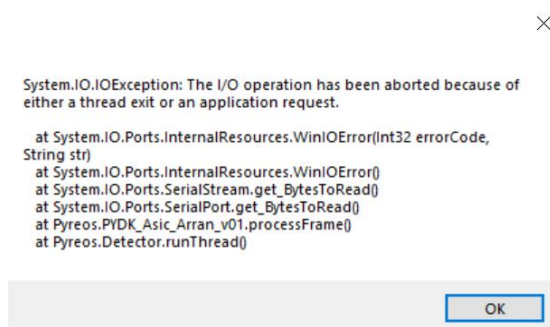 System.IO.IOException: The I/O operation has been aborted because of
either a thread exit or an application request.
at System.IO.Ports.InternalResources.WinIOError(Int32 errorCode,
String str)
at System.IO.Ports.InternalResources.WinIOError()
at System.IO.Ports.SerialStream.get_BytesToRead()
at System.IO.Ports.SerialPort.get_BytesToRead()
at Pyreos.PYDK_Asic_Arran_v01.processFrame()
at Pyreos.Detector.runThread()
OK